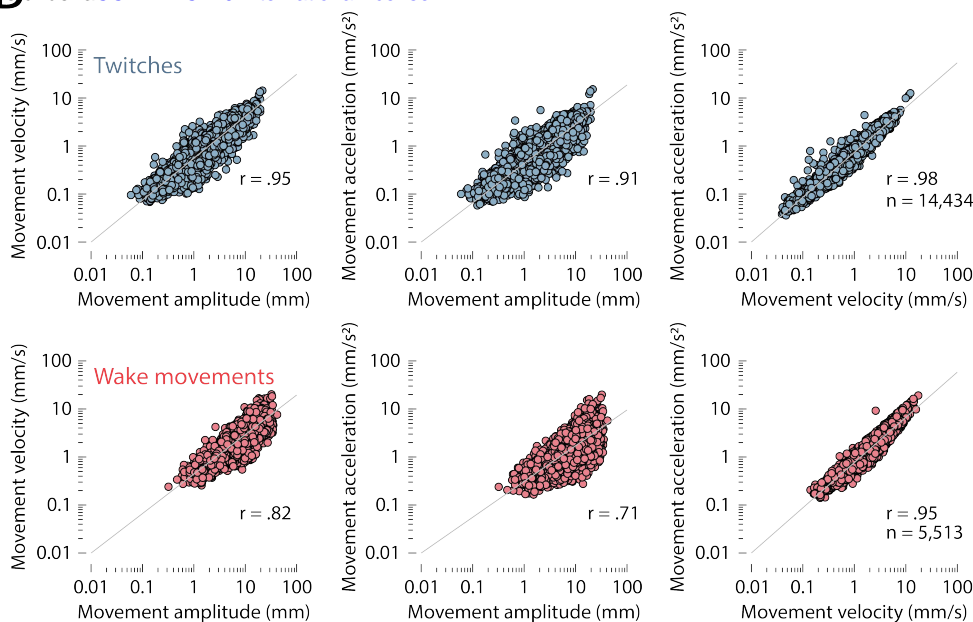 Twitches
Movement velocity (mm/s)
100
10
1
0.1
0.01
r = .95
0.01 0.1 1 10 100
Movement amplitude (mm)
Movement acceleration (mm/s²)
100
10
1
0.1
0.01
r = .91
0.01 0.1 1 10 100
Movement amplitude (mm)
Movement acceleration (mm/s²)
100
10
1
0.1
0.01
r = .98
n = 14,434
0.01 0.1 1 10 100
Movement velocity (mm/s)
Wake movements
Movement velocity (mm/s)
100
10
1
0.1
0.01
r = .82
0.01 0.1 1 10 100
Movement amplitude (mm)
Movement acceleration (mm/s²)
100
10
1
0.1
0.01
r = .71
0.01 0.1 1 10 100
Movement amplitude (mm)
Movement acceleration (mm/s²)
100
10
1
0.1
0.01
r = .95
n = 5,513
0.01 0.1 1 10 100
Movement velocity (mm/s)